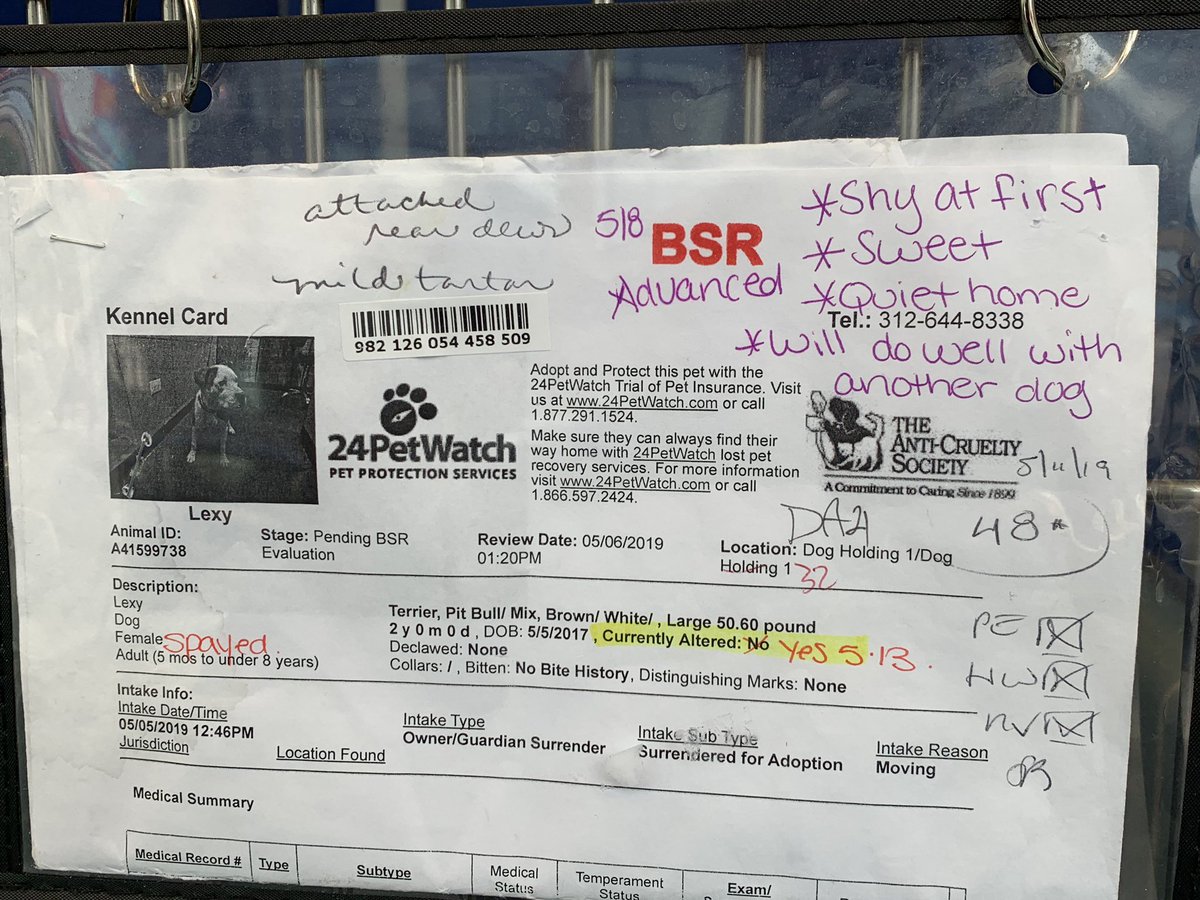 attached
rear dews
mild tartar
5/8
BSR
*Advanced
*Shy at first
*Sweet
*Quiet home
Tel.: 312-644-8338
*Will do well with
another dog
Kennel Card
982 126 054 458 509
24PetWatch
PET PROTECTION SERVICES
Adopt and Protect this pet with the
24PetWatch Trial of Pet Insurance. Visit
us at www.24PetWatch.com or call
1.877.291.1524.
Make sure they can always find their
way home with 24PetWatch lost pet
recovery services. For more information
visit www.24PetWatch.com or call
1.866.597.2424.
THE
ANTI-CRUELTY
SOCIETY
A Commitment to Caring Since 1899
5/11/19
48#
DA2
Lexy
Animal ID:
A41599738
Stage: Pending BSR
Evaluation
Review Date: 05/06/2019
01:20PM
Location: Dog Holding 1/Dog
Holding 1
32
Description:
Lexy
Dog
Female spayed
Adult (5 mos to under 8 years)
Terrier, Pit Bull/ Mix, Brown/ White/ , Large 50.60 pound
2 y 0 m 0 d , DOB: 5/5/2017 , Currently Altered: No Yes 5.13.
Declawed: None
Collars: / , Bitten: No Bite History, Distinguishing Marks: None
PE
HW
NV
Intake Info:
Intake Date/Time
05/05/2019 12:46PM
Jurisdiction
Location Found
Intake Type
Owner/Guardian Surrender
Intake Sub Type
Surrendered for Adoption
Intake Reason
Moving
Medical Summary
Medical Record #
Type
Subtype
Medical
Status
Temperament
Status
Exam/